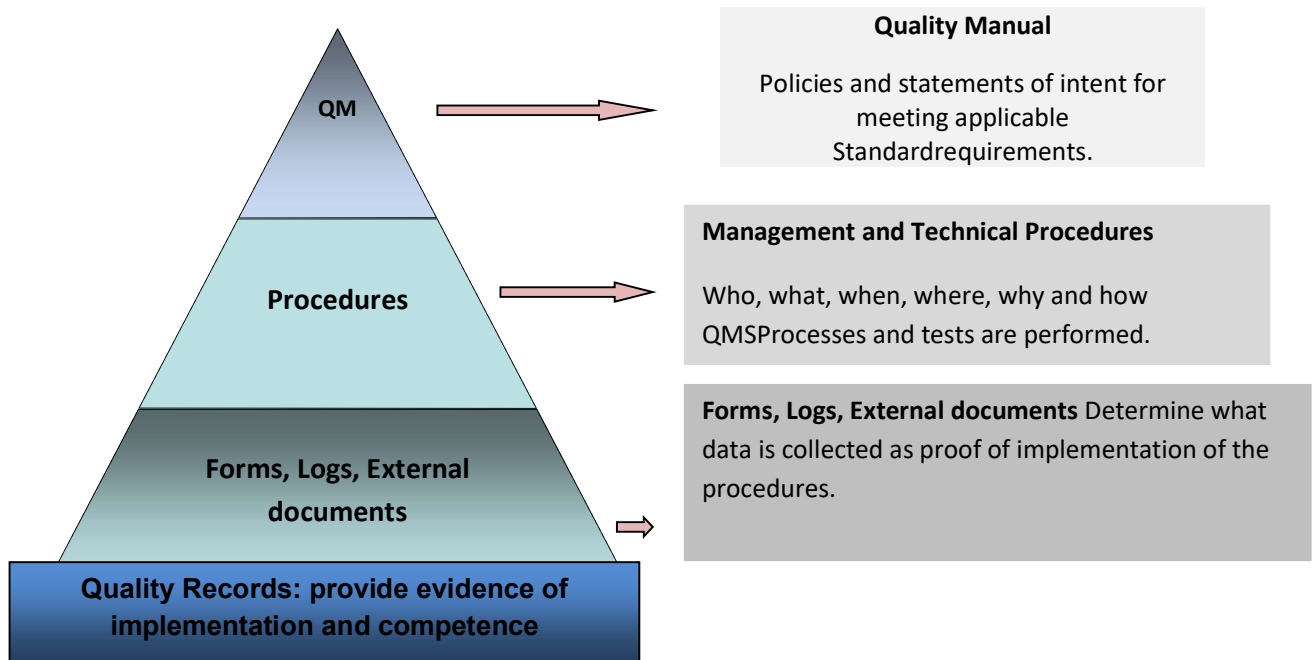 QM
Quality Manual
Policies and statements of intent for
meeting applicable
Standardrequirements.
Procedures
Management and Technical Procedures
Who, what, when, where, why and how
QMSProcesses and tests are performed.
Forms, Logs, External
documents
Forms, Logs, External documents Determine what
data is collected as proof of implementation of the
procedures.
Quality Records: provide evidence of
implementation and competence